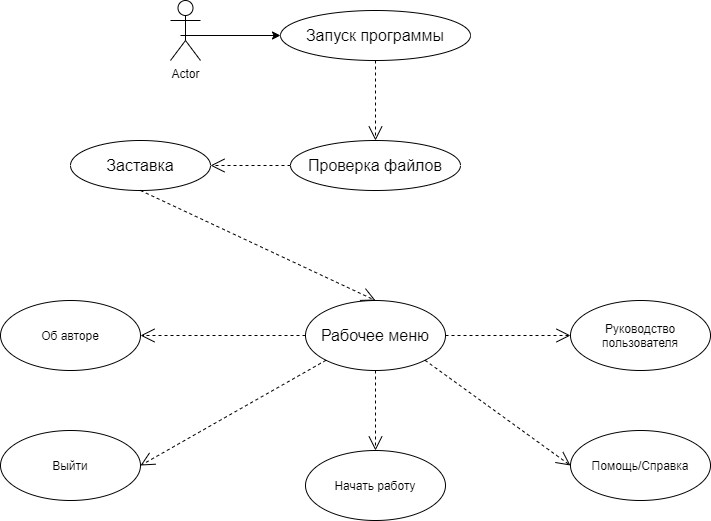 Запуск программы
Actor
Заставка
Проверка файлов
Об авторе
Рабочее меню
Руководство
пользователя
Выйти
Начать работу
Помощь/Справка